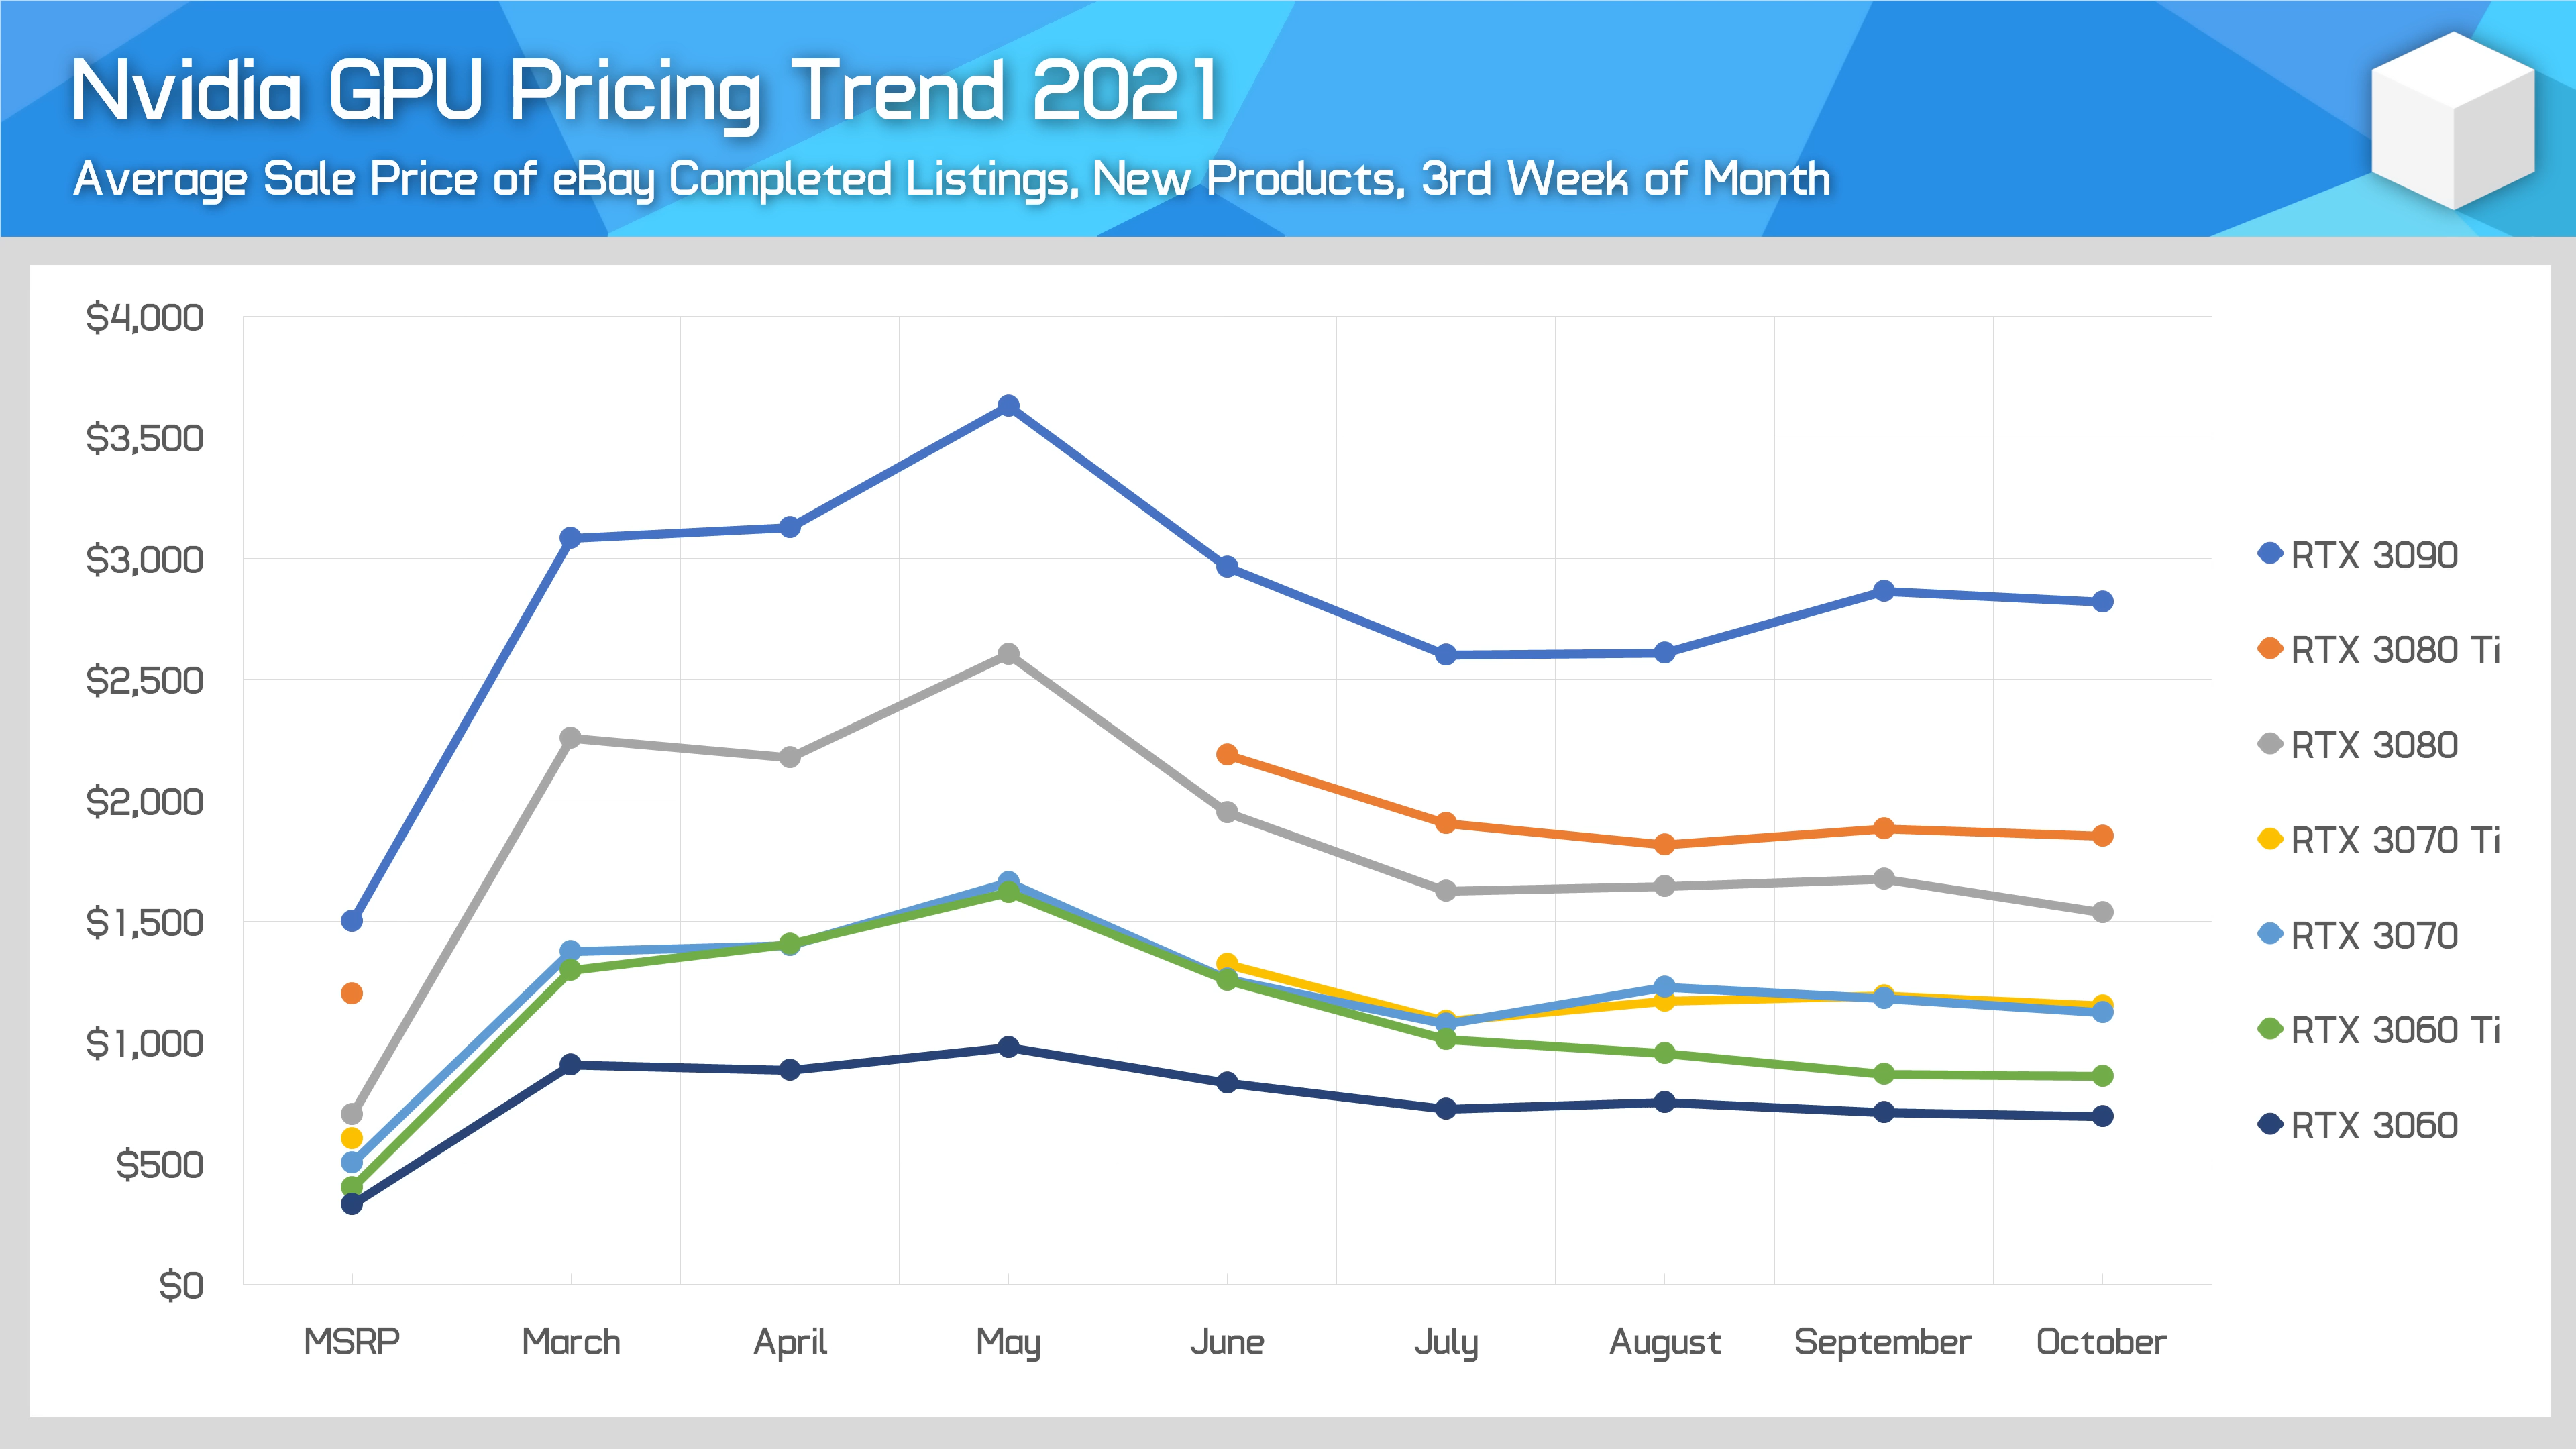 Nvidia GPU Pricing Trend 2021
Average Sale Price of eBay Completed Listings, New Products, 3rd Week of Month
$4,000
$3,500
$3,000
$2,500
$2,000
$1,500
$1,000
$500
$0
MSRP March April May June July August September October
RTX 3090
RTX 3080 Ti
RTX 3080
RTX 3070 Ti
RTX 3070
RTX 3060 Ti
RTX 3060